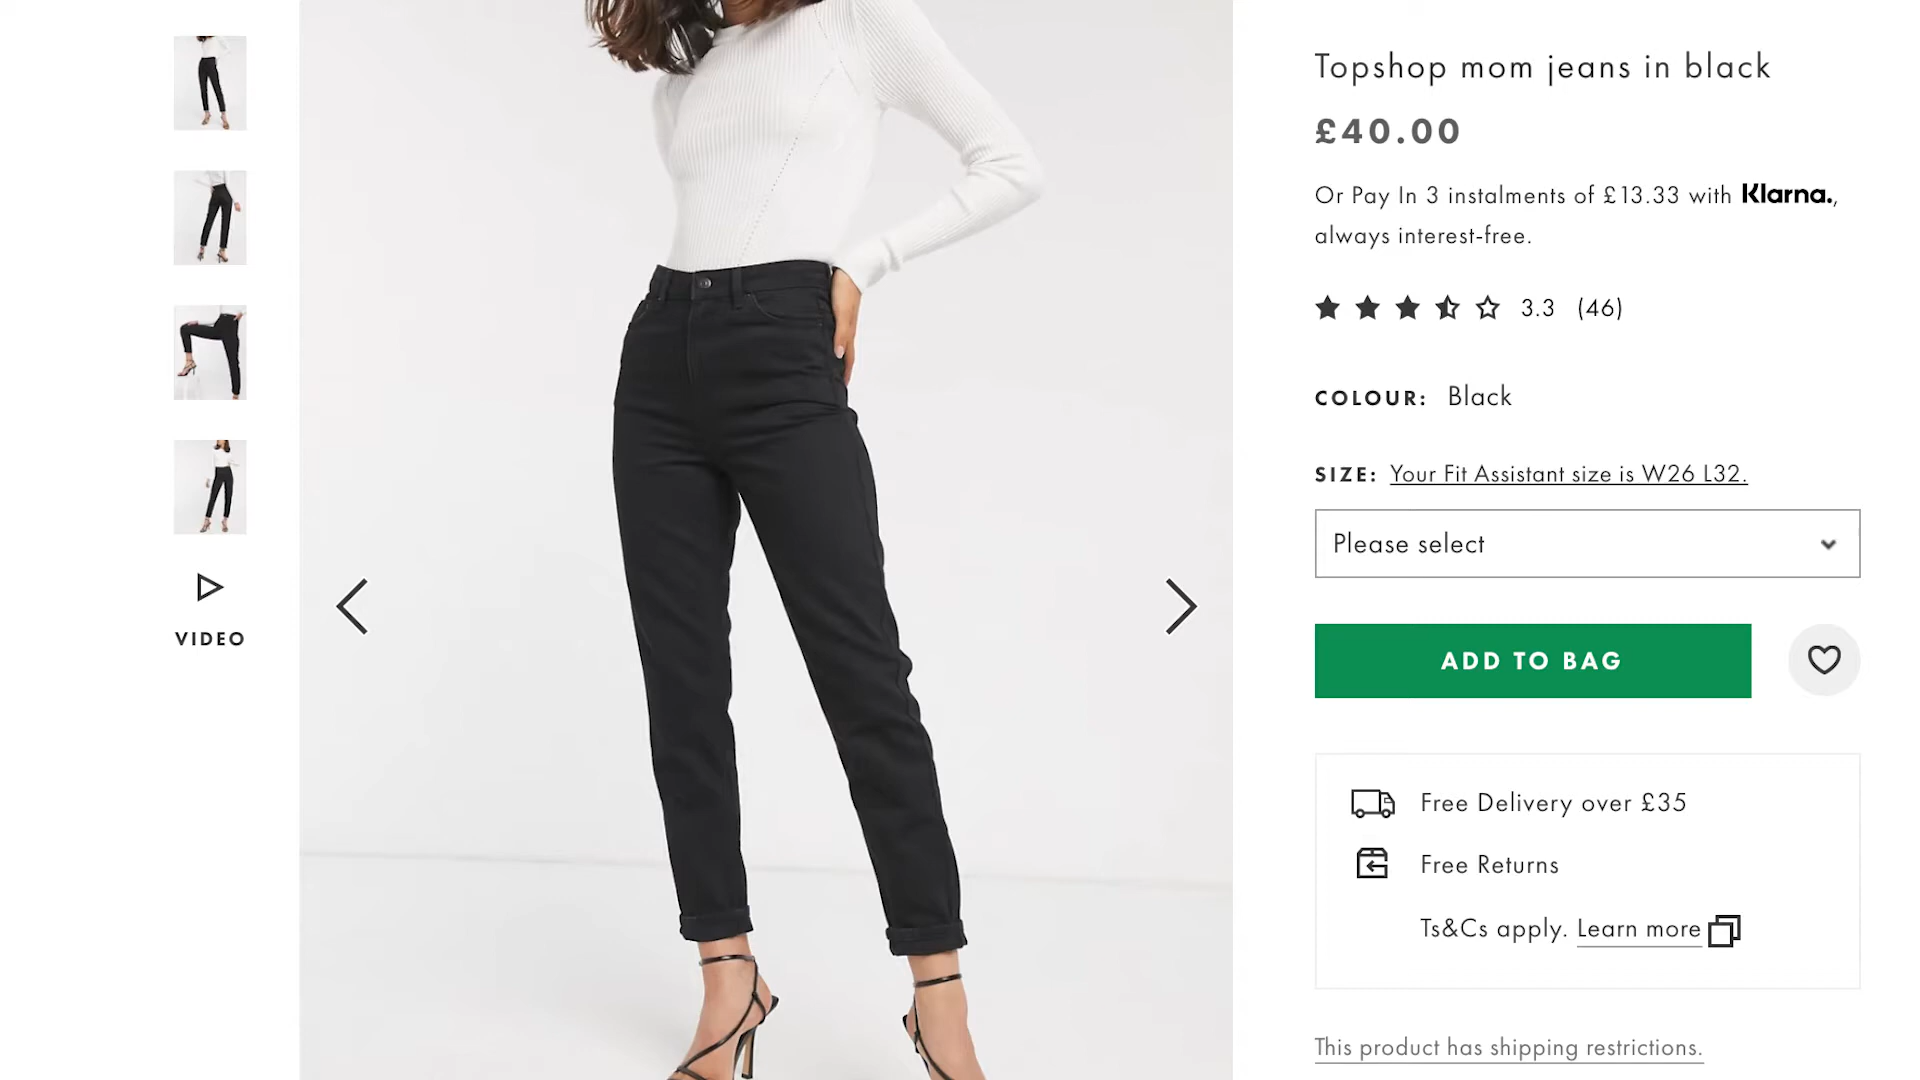 VIDEO
Topshop mom jeans in black
£40.00
Or Pay In 3 instalments of £13.33 with Klarna.,
always interest-free.
3.3 (46)
COLOUR: Black
SIZE: Your Fit Assistant size is W26 L32.
Please select
ADD TO BAG
Free Delivery over £35
Free Returns
Ts&Cs apply. Learn more
This product has shipping restrictions.